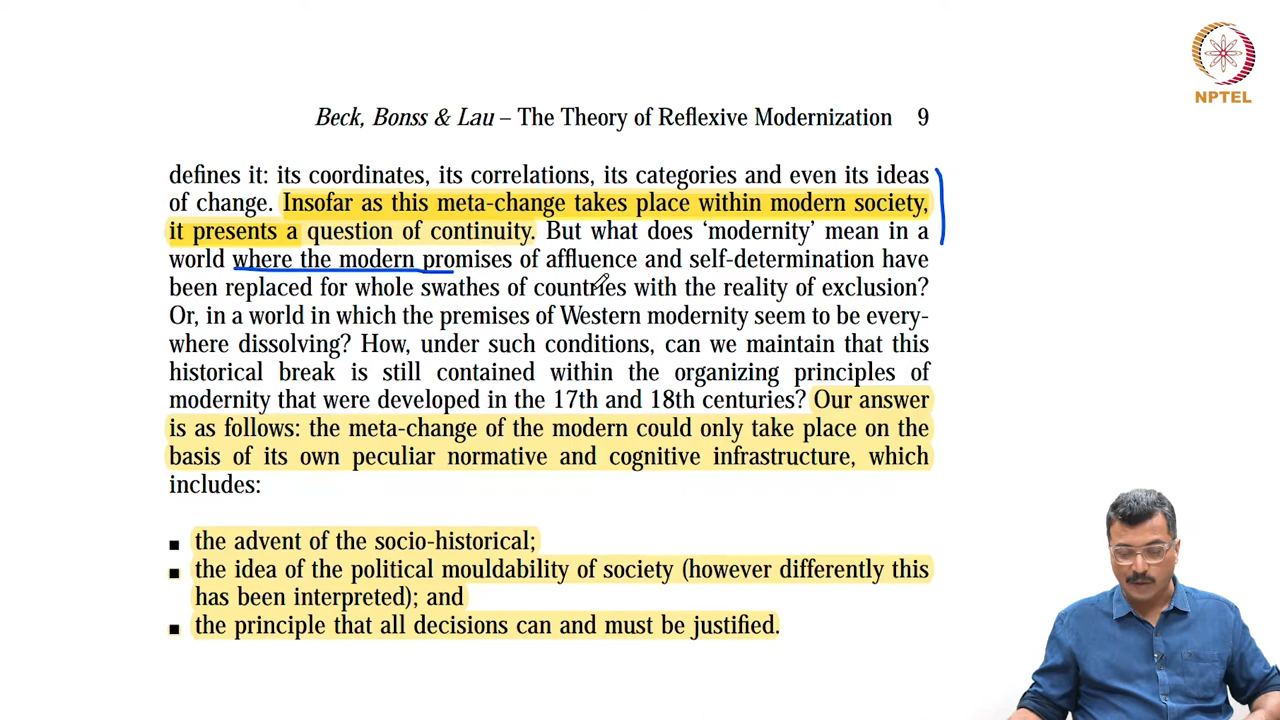 NPTEL
Beck, Bonss & Lau – The Theory of Reflexive Modernization 9
defines it: its coordinates, its correlations, its categories and even its ideas
of change. Insofar as this meta-change takes place within modern society,
it presents a question of continuity. But what does ‘modernity’ mean in a
world where the modern promises of affluence and self-determination have
been replaced for whole swathes of countries with the reality of exclusion?
Or, in a world in which the premises of Western modernity seem to be every-
where dissolving? How, under such conditions, can we maintain that this
historical break is still contained within the organizing principles of
modernity that were developed in the 17th and 18th centuries? Our answer
is as follows: the meta-change of the modern could only take place on the
basis of its own peculiar normative and cognitive infrastructure, which
includes:
■ the advent of the socio-historical;
■ the idea of the political mouldability of society (however differently this
has been interpreted); and
■ the principle that all decisions can and must be justified.